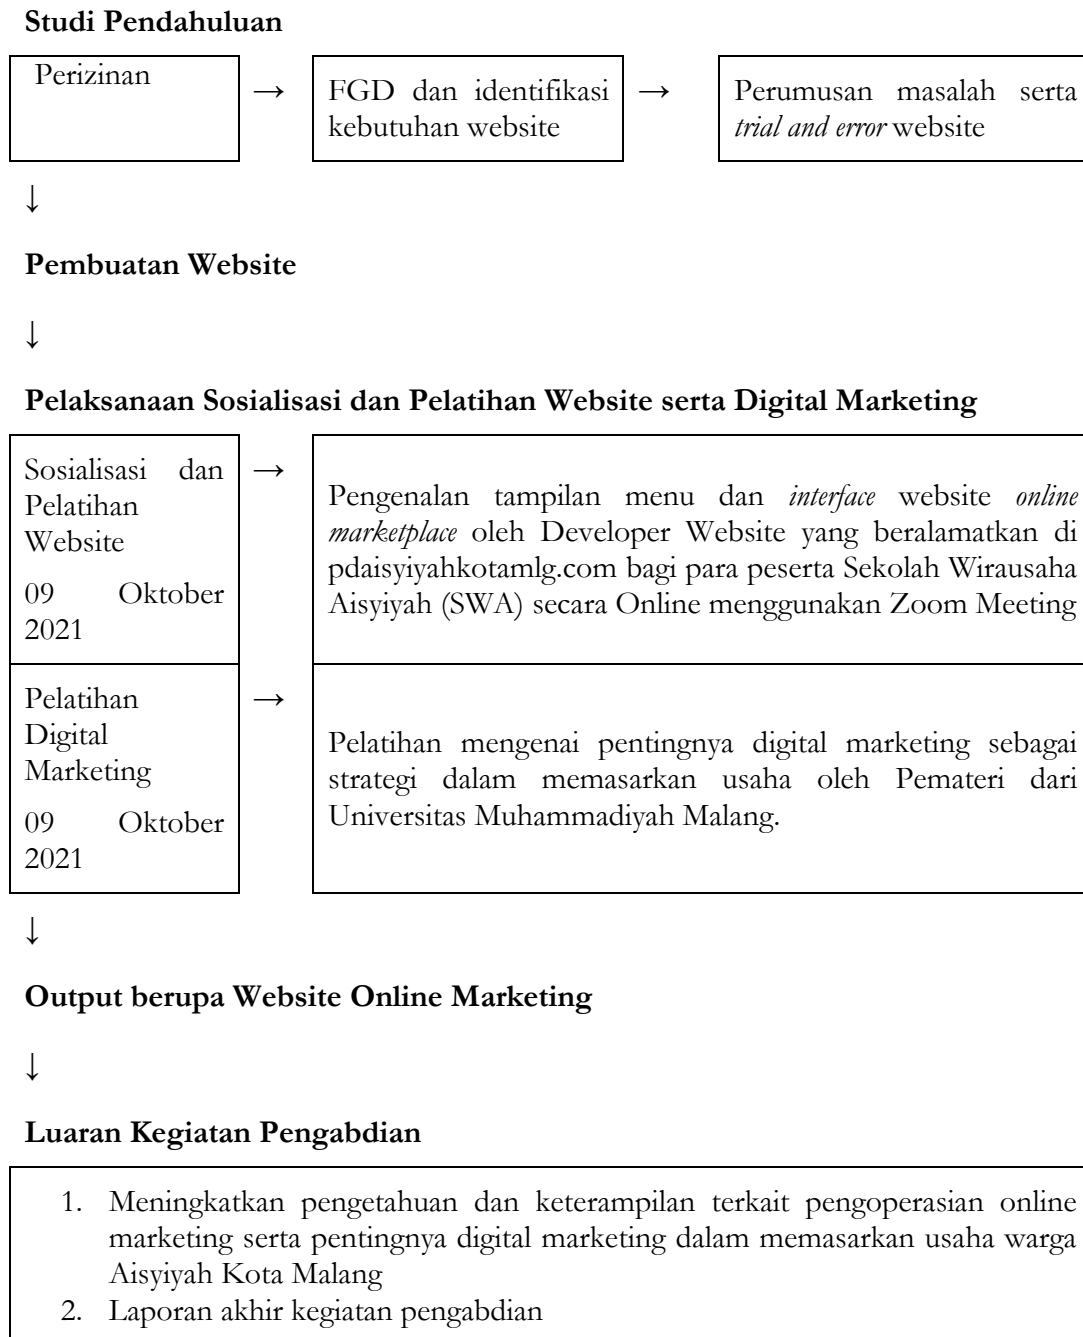 Studi Pendahuluan
Perizinan → FGD dan identifikasi → Perumusan masalah serta
kebutuhan website trial and error website
↓
Pembuatan Website
↓
Pelaksanaan Sosialisasi dan Pelatihan Website serta Digital Marketing
Sosialisasi dan
Pelatihan
Website
09 Oktober
2021
→
Pengenalan tampilan menu dan interface website online
marketplace oleh Developer Website yang beralamatkan di
pdaisyiyahkotamlg.com bagi para peserta Sekolah Wirausaha
Aisyiyah (SWA) secara Online menggunakan Zoom Meeting
Pelatihan
Digital
Marketing
09 Oktober
2021
→
Pelatihan mengenai pentingnya digital marketing sebagai
strategi dalam memasarkan usaha oleh Pemateri dari
Universitas Muhammadiyah Malang.
↓
Output berupa Website Online Marketing
↓
Luaran Kegiatan Pengabdian
1. Meningkatkan pengetahuan dan keterampilan terkait pengoperasian online
marketing serta pentingnya digital marketing dalam memasarkan usaha warga
Aisyiyah Kota Malang
2. Laporan akhir kegiatan pengabdian